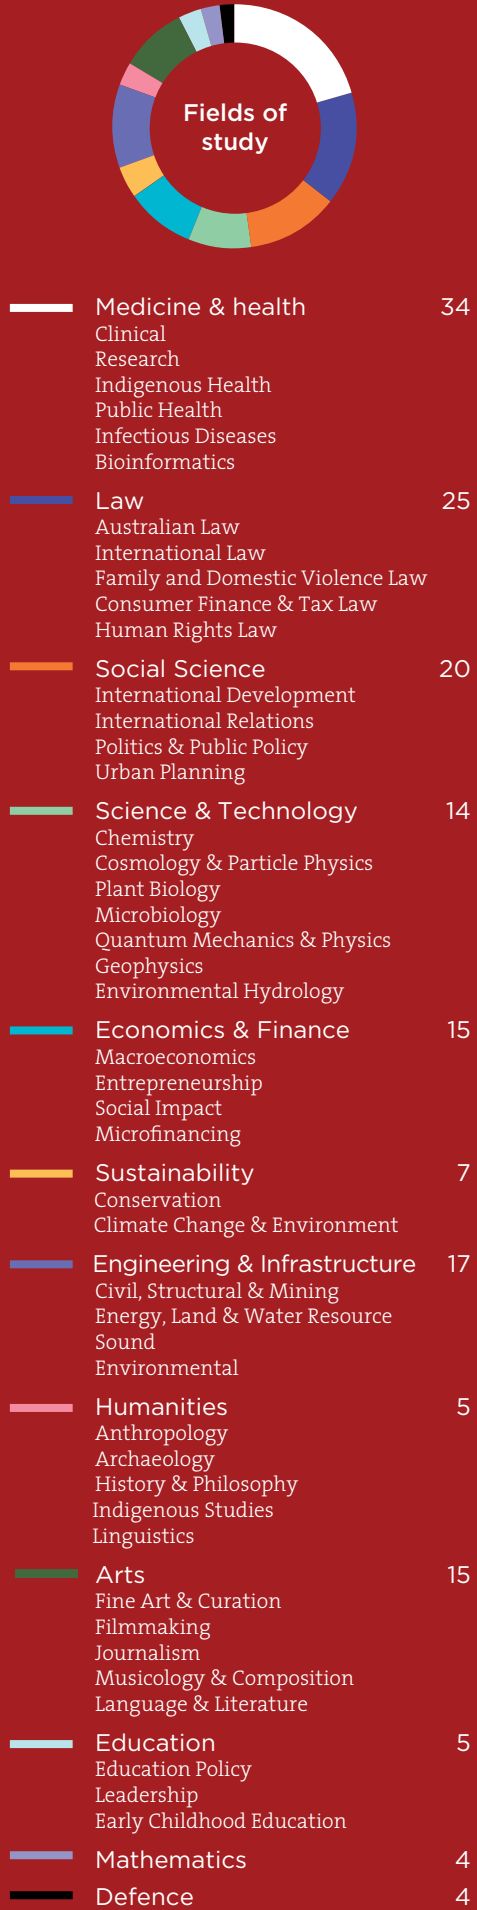 Fields of
study
Medicine & health 34
Clinical
Research
Indigenous Health
Public Health
Infectious Diseases
Bioinformatics
Law 25
Australian Law
International Law
Family and Domestic Violence Law
Consumer Finance & Tax Law
Human Rights Law
Social Science 20
International Development
International Relations
Politics & Public Policy
Urban Planning
Science & Technology 14
Chemistry
Cosmology & Particle Physics
Plant Biology
Microbiology
Quantum Mechanics & Physics
Geophysics
Environmental Hydrology
Economics & Finance 15
Macroeconomics
Entrepreneurship
Social Impact
Microfinancing
Sustainability 7
Conservation
Climate Change & Environment
Engineering & Infrastructure 17
Civil, Structural & Mining
Energy, Land & Water Resource
Sound
Environmental
Humanities 5
Anthropology
Archaeology
History & Philosophy
Indigenous Studies
Linguistics
Arts 15
Fine Art & Curation
Filmmaking
Journalism
Musicology & Composition
Language & Literature
Education 5
Education Policy
Leadership
Early Childhood Education
Mathematics 4
Defence 4